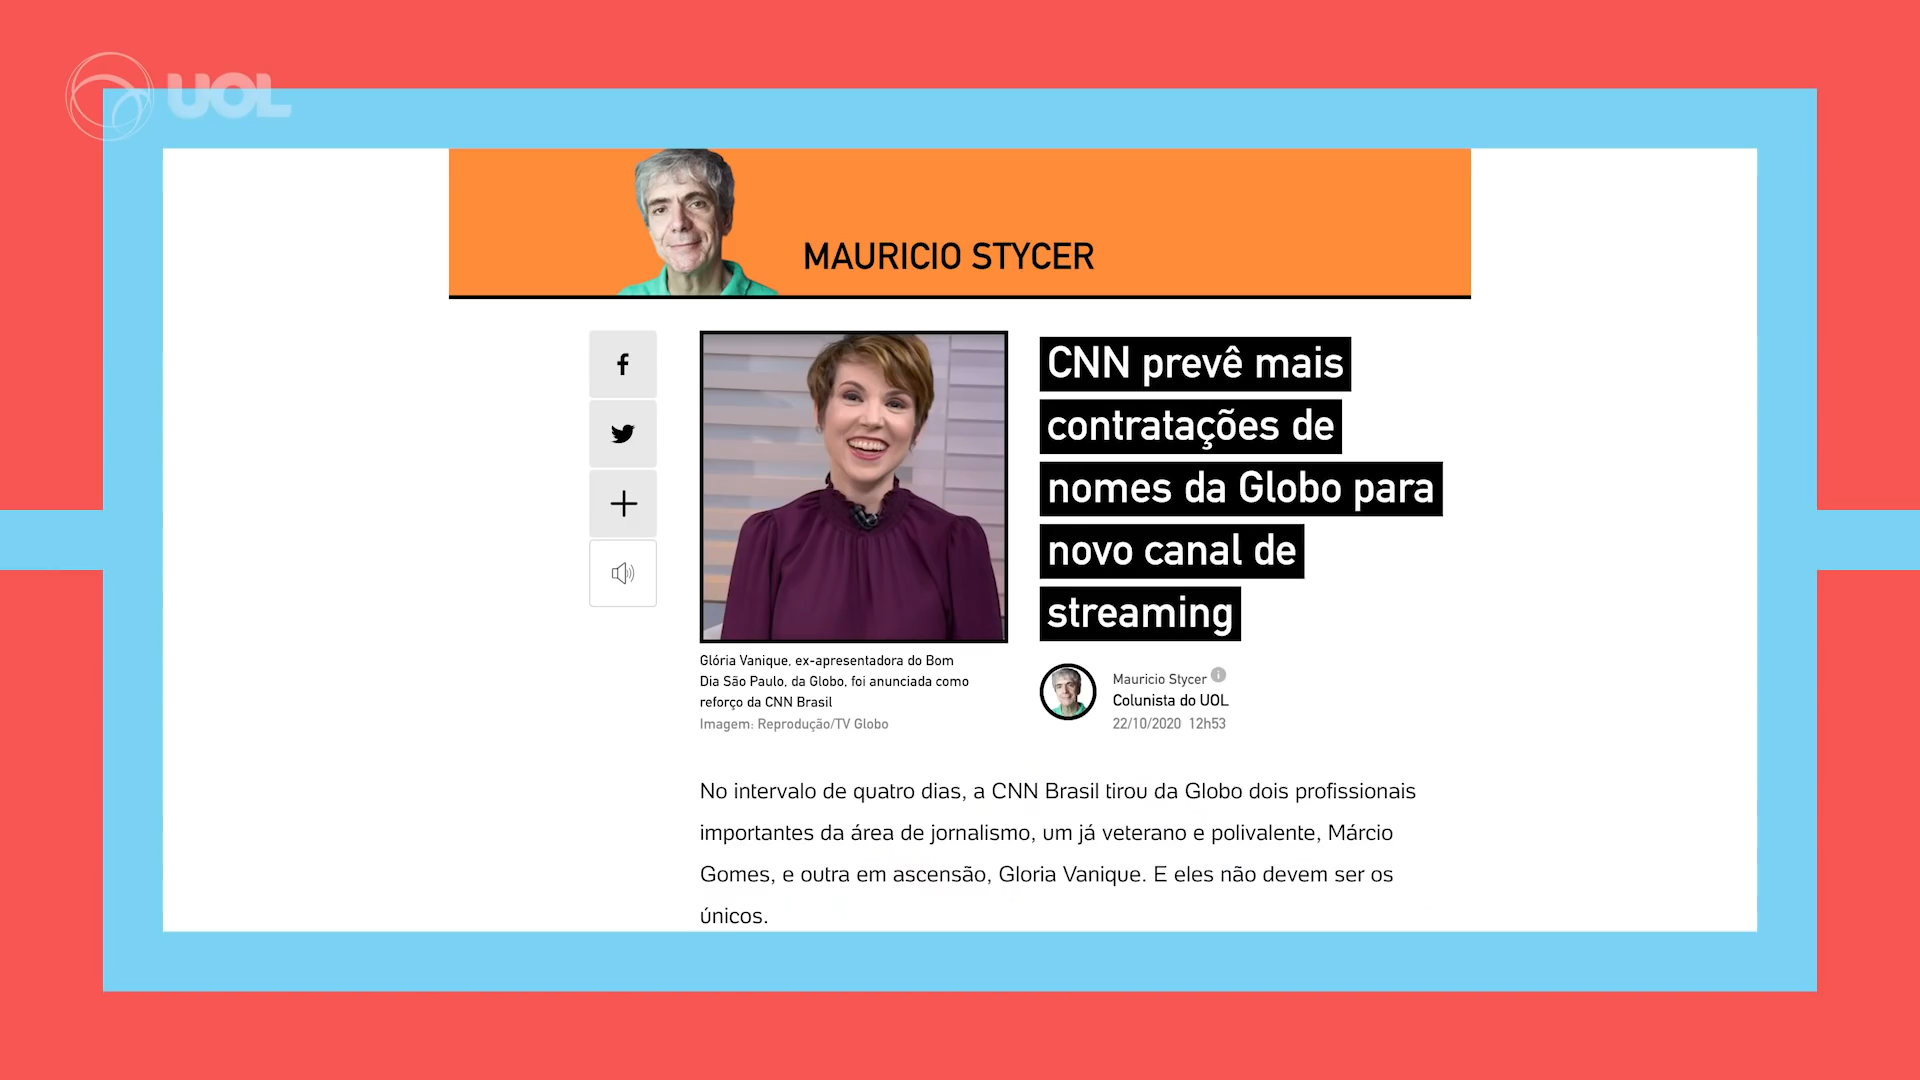 UOL
MAURICIO STYCER
CNN prevê mais
contratações de
nomes da Globo para
novo canal de
streaming
Glória Vanique, ex-apresentadora do Bom
Dia São Paulo, da Globo, foi anunciada como
reforço da CNN Brasil
Imagem: Reprodução/TV Globo
Mauricio Stycer
Colunista do UOL
22/10/2020 12h53
No intervalo de quatro dias, a CNN Brasil tirou da Globo dois profissionais
importantes da área de jornalismo, um já veterano e polivalente, Márcio
Gomes, e outra em ascensão, Gloria Vanique. E eles não devem ser os
únicos.